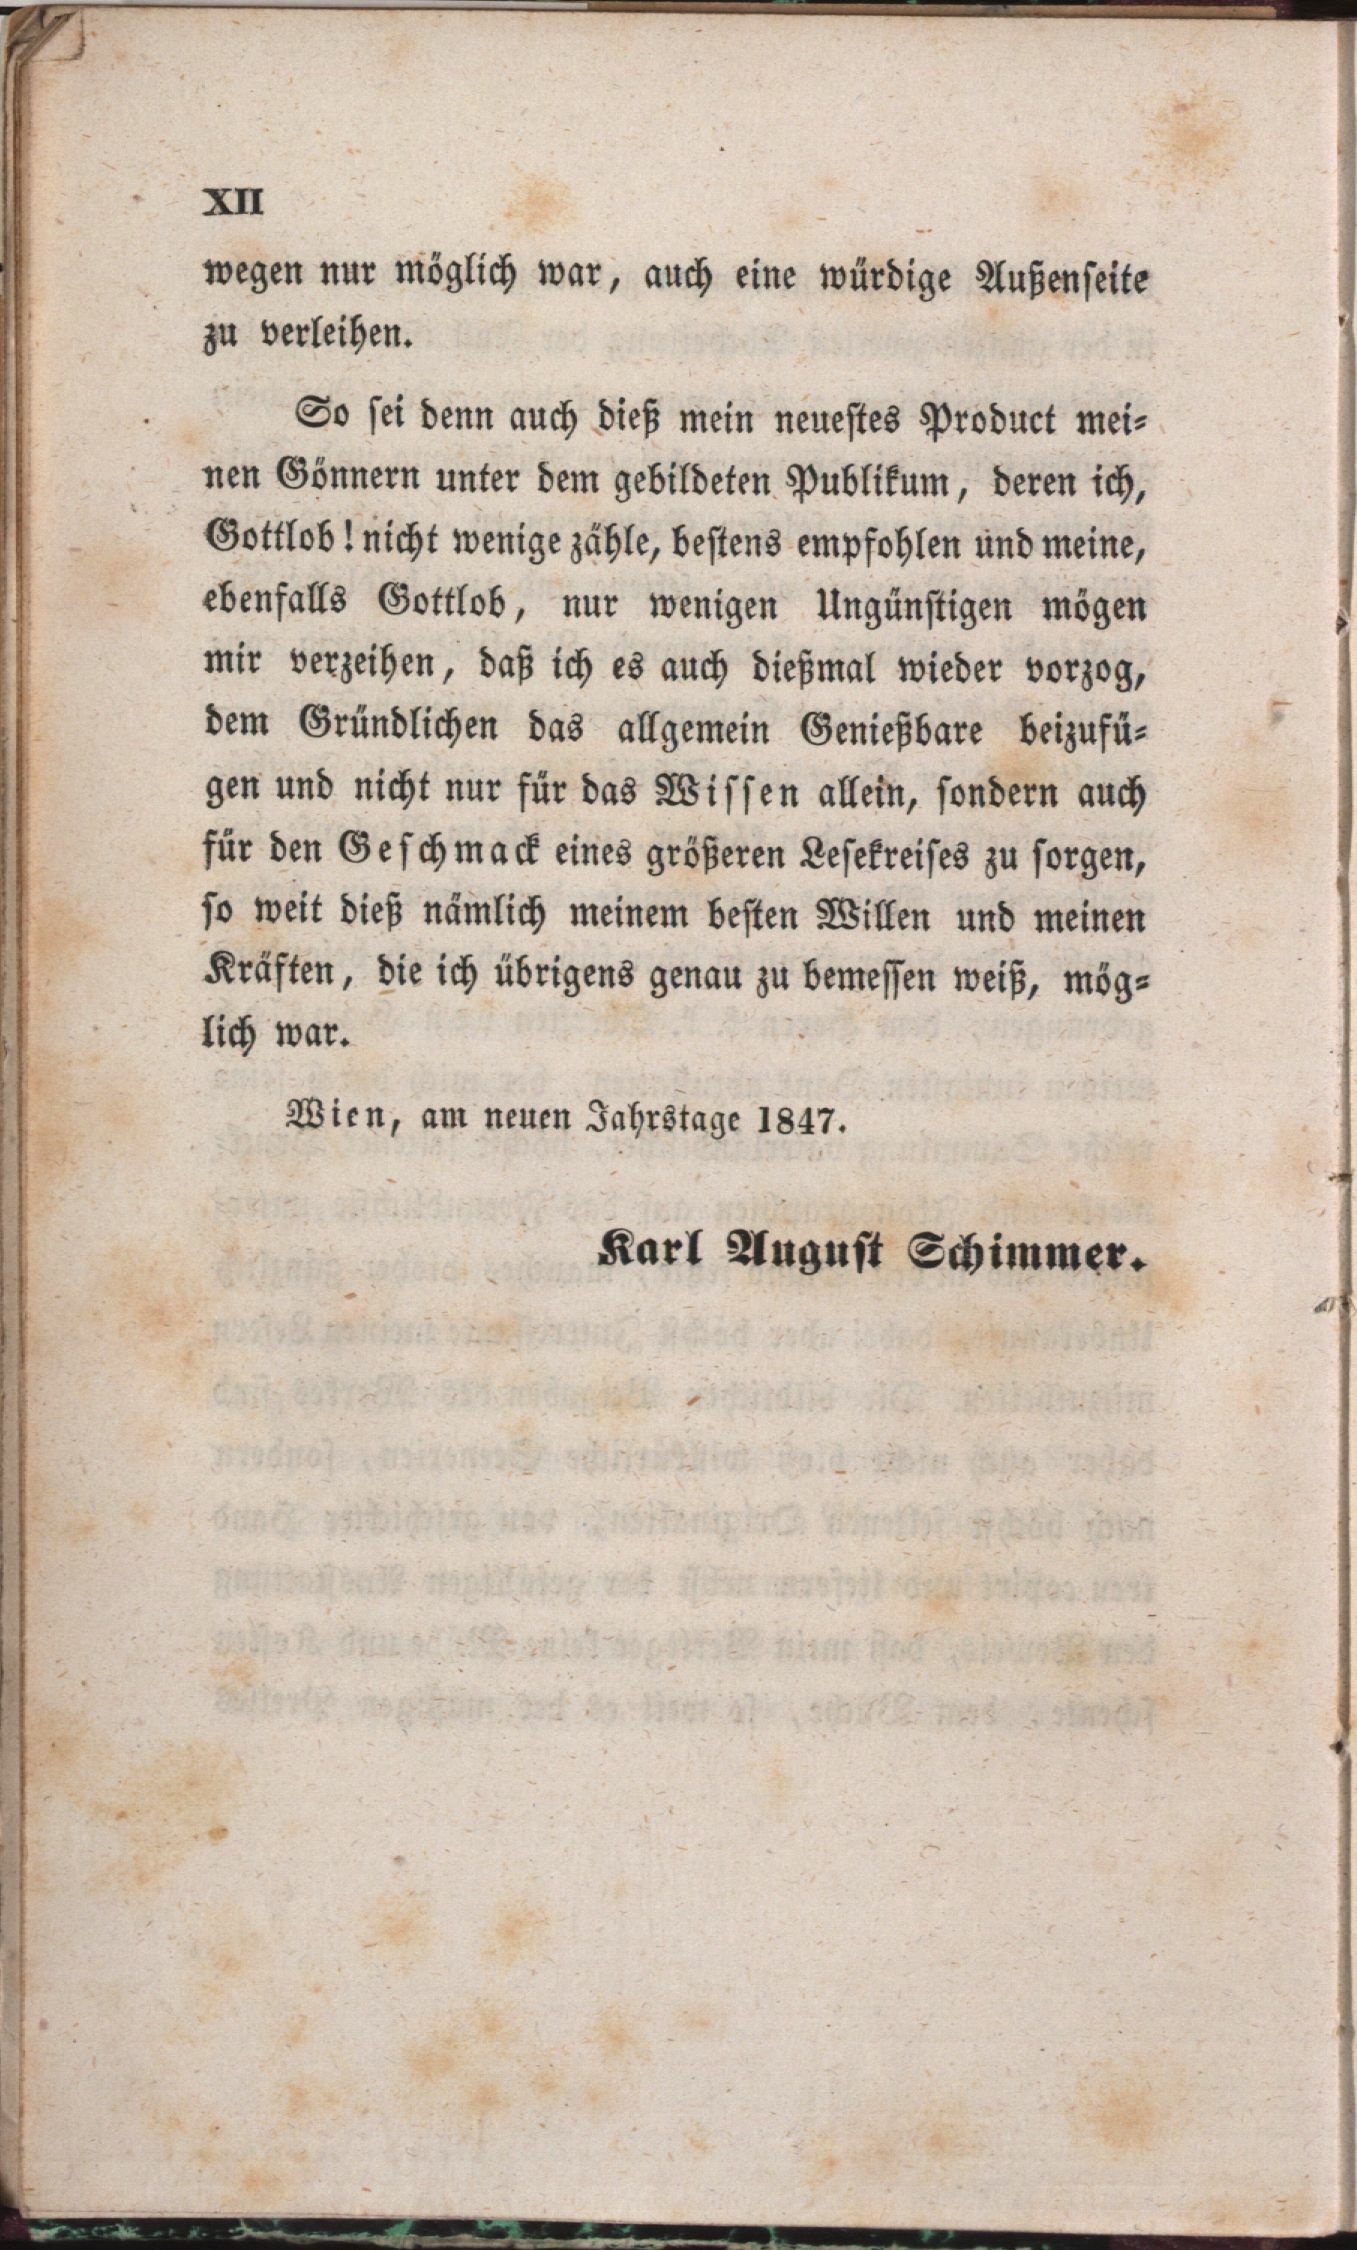 XII
wegen nur möglich war, auch eine würdige Außenseite
zu verleihen.
So sei denn auch dieß mein neuestes Product mei-
nen Gönnern unter dem gebildeten Publikum, deren ich,
Gottlob! nicht wenige zähle, bestens empfohlen und meine,
ebenfalls Gottlob, nur wenigen Ungünstigen mögen
mir verzeihen, daß ich es auch dießmal wieder vorzog,
dem Gründlichen das allgemein Genießbare beizufü-
gen und nicht nur für das Wissen allein, sondern auch
für den Geschmack eines größeren Lesekreises zu sorgen,
so weit dieß nämlich meinem besten Willen und meinen
Kräften, die ich übrigens genau zu bemessen weiß, mög-
lich war.
Wien, am neuen Jahrstage 1847.
Karl August Schimmer.